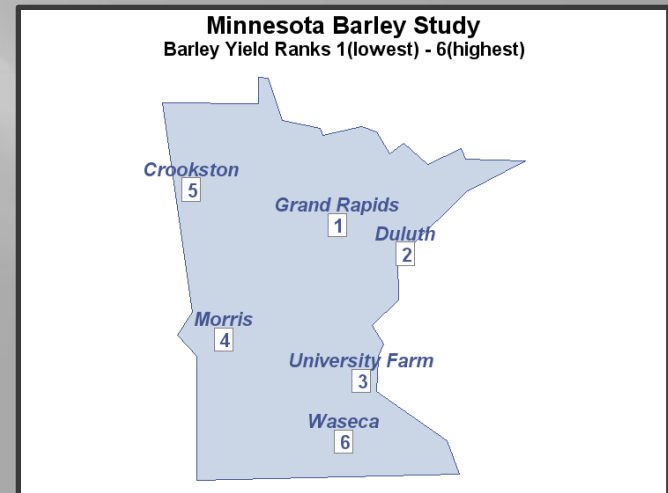 Minnesota Barley Study
Barley Yield Ranks 1(lowest) - 6(highest)
Crookston
5
Grand Rapids
1
Duluth
2
Morris
4
University Farm
3
Waseca
6